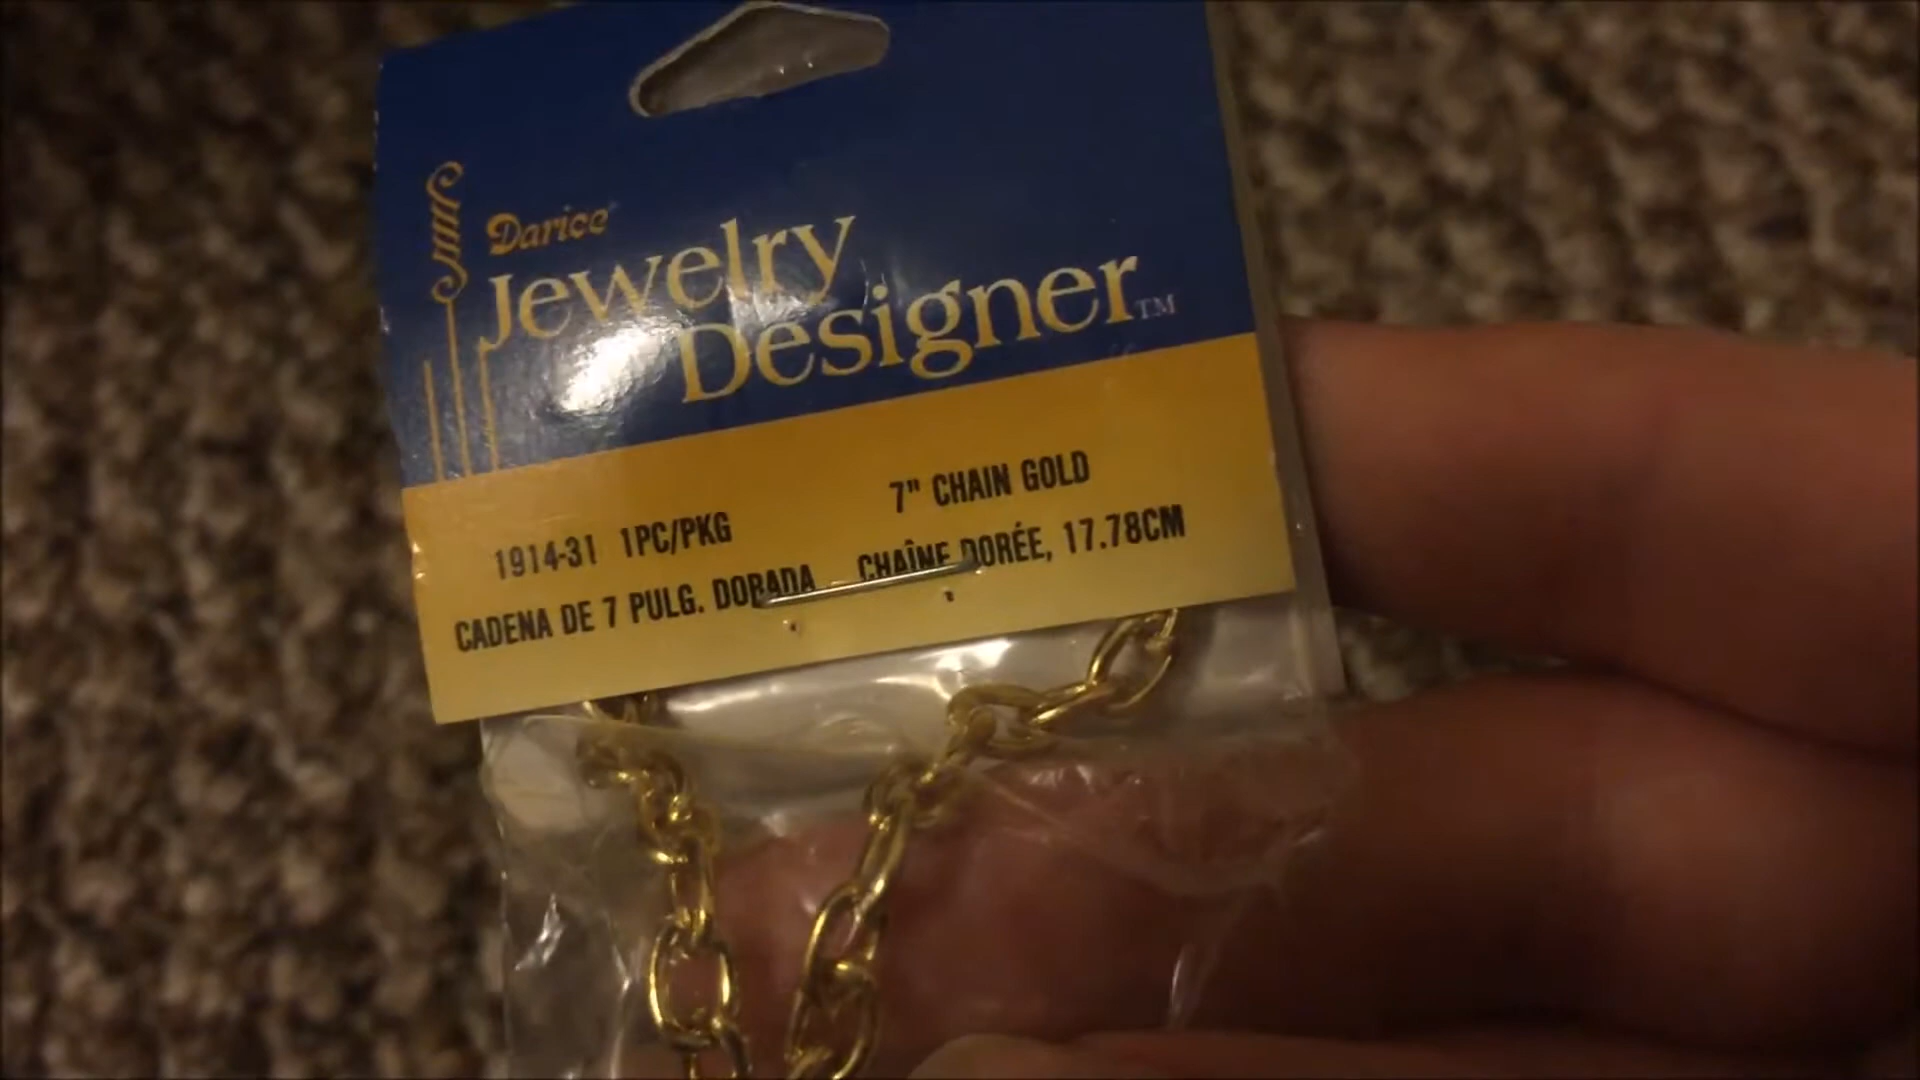 Darice
Jewelry
Designer™
1914-31 1PC/PKG
7" CHAIN GOLD
CADENA DE 7 PULG. DORADA
CHAÎNE DORÉE, 17.78CM